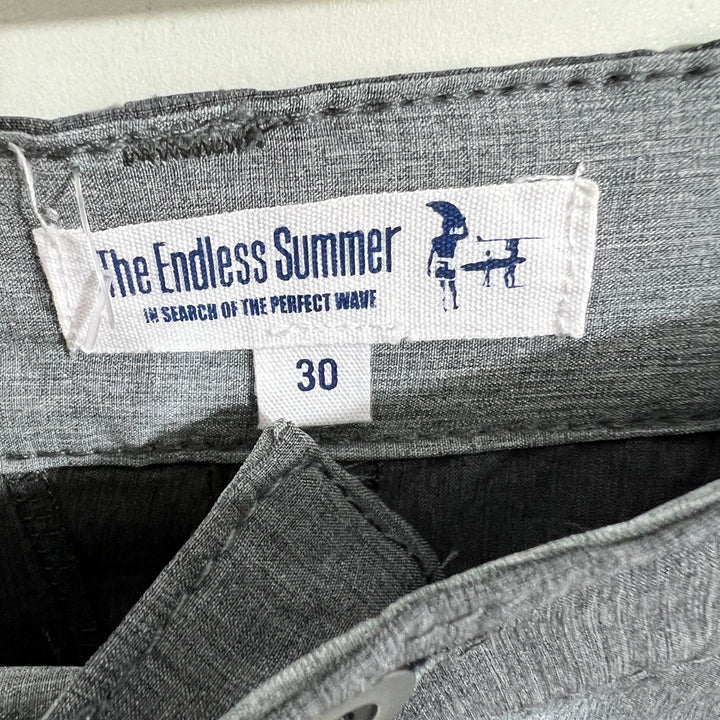 The Endless Summer
IN SEARCH OF THE PERFECT WAVE
30